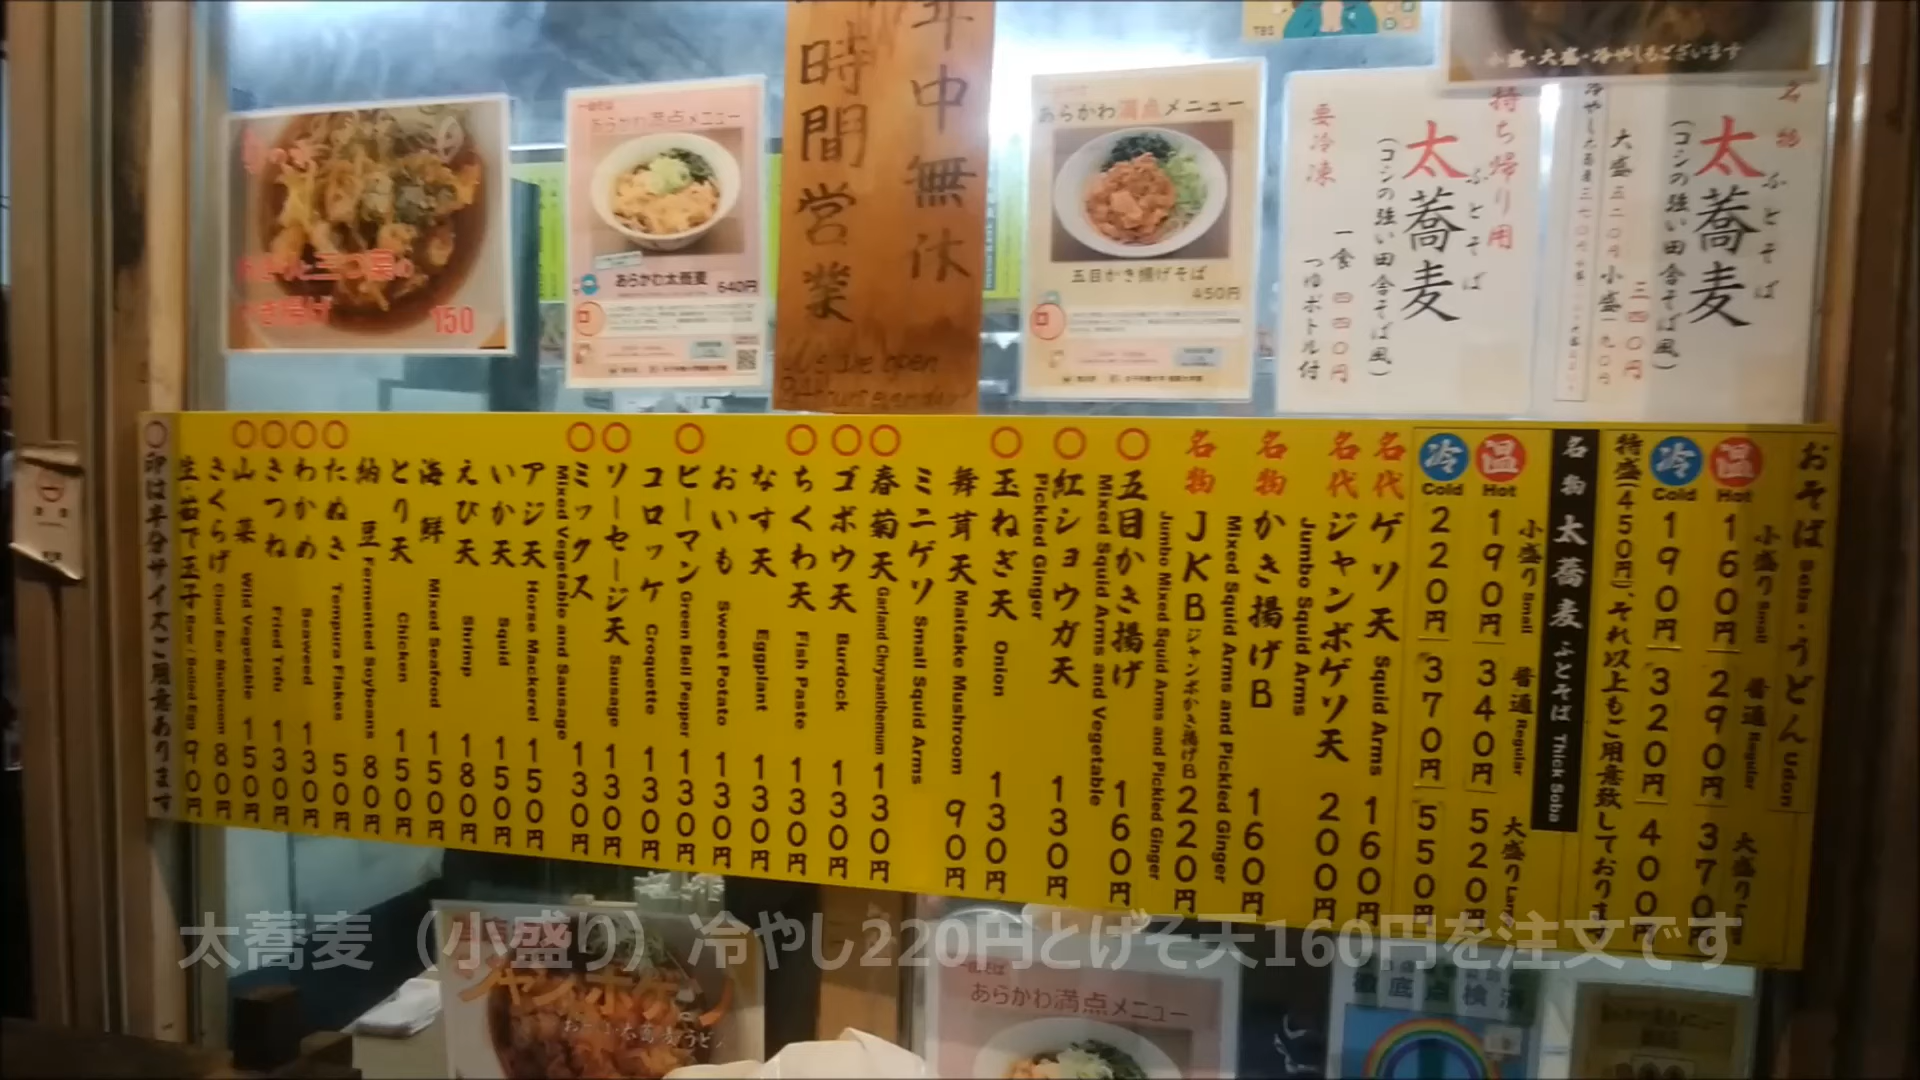 年中無休
時間営業
We are open
150
あらかわ満点メニュー
あらかわ太蕎麦
640円
あらかわ満点メニュー
五目かき揚げそば
450円
持ち帰り用
太蕎麦
ふとそば
(コシの強い田舎そば風)
一食 四四〇円
つゆボトル付
要冷凍
小盛・大盛・冷やしもございます
名物
太蕎麦
ふとそば
(コシの強い田舎そば風)
三四〇円
大盛 五二〇円 小盛 一九〇円
TBS
おそば・うどん Soba・Udon
小盛り Small 普通 Regular 大盛り Large
温 Hot 160円 290円 370円
冷 Cold 190円 320円 400円
特盛(450円)、それ以上もご用意致しております
名物 太蕎麦 ふとそば Thick Soba
小盛り Small 普通 Regular 大盛り Large
温 Hot 190円 340円 520円
冷 Cold 220円 370円 550円
名代 ゲソ天 Squid Arms 160円
名代 ジャンボゲソ天 Jumbo Squid Arms 200円
名物 かき揚げB Mixed Squid Arms and Pickled Ginger 160円
名物 JKB ジャンボかき揚げB Jumbo Mixed Squid Arms and Pickled Ginger 220円
○ 五目かき揚げ Mixed Squid Arms and Vegetable 160円
○ 紅ショウガ天 Pickled Ginger 130円
○ 玉ねぎ天 Onion 130円
舞茸天 Maitake Mushroom 90円
ミニゲソ Small Squid Arms
○ 春菊天 Garland Chrysanthemum 130円
○ ゴボウ天 Burdock 130円
○ ちくわ天 Fish Paste 130円
なす天 Eggplant 130円
おいも Sweet Potato 130円
○ ピーマン Green Bell Pepper 130円
コロッケ Croquette 130円
○ ソーセージ天 Sausage 130円
○ ミックス Mixed Vegetable and Sausage 130円
アジ天 Horse Mackerel 150円
いか天 Squid 150円
えび天 Shrimp 180円
海鮮 Mixed Seafood 150円
とり天 Chicken 150円
納豆 Fermented Soybeans 80円
○ たぬき Tempura Flakes 50円
○ わかめ Seaweed 130円
○ きつね Fried Tofu 130円
○ 山菜 Wild Vegetable 150円
きくらげ Cloud Ear Mushroom 80円
生・茹で玉子 Raw / Boiled Egg 90円
○印は半分サイズご用意あります
太蕎麦（小盛り）冷やし220円とげそ天160円を注文です
ジャンボゲソ
あらかわ満点メニュー